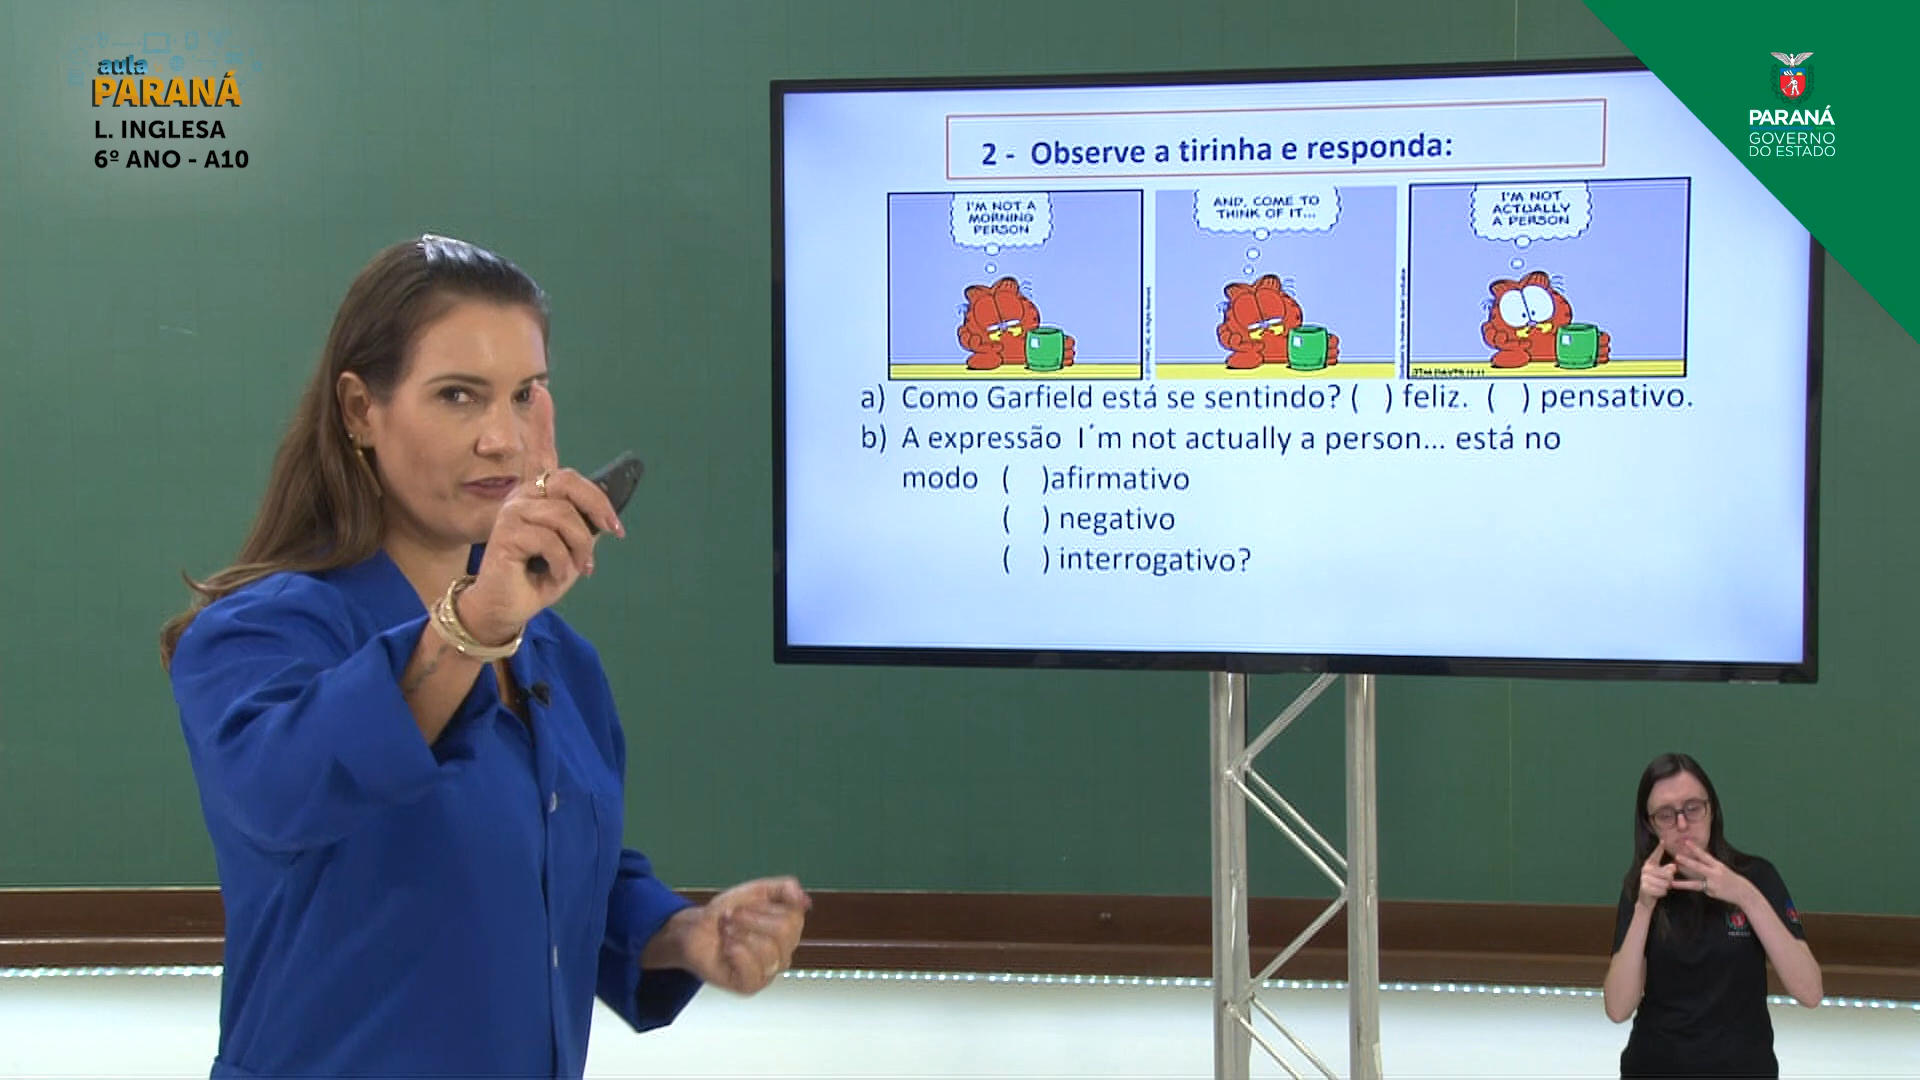 aula
PARANÁ
L. INGLESA
6º ANO - A10
PARANÁ
GOVERNO
DO ESTADO
2 - Observe a tirinha e responda:
I'M NOT A
MORNING
PERSON
AND, COME TO
THINK OF IT...
I'M NOT
ACTUALLY
A PERSON
a) Como Garfield está se sentindo? ( ) feliz. ( ) pensativo.
b) A expressão I´m not actually a person... está no
modo ( )afirmativo
( ) negativo
( ) interrogativo?